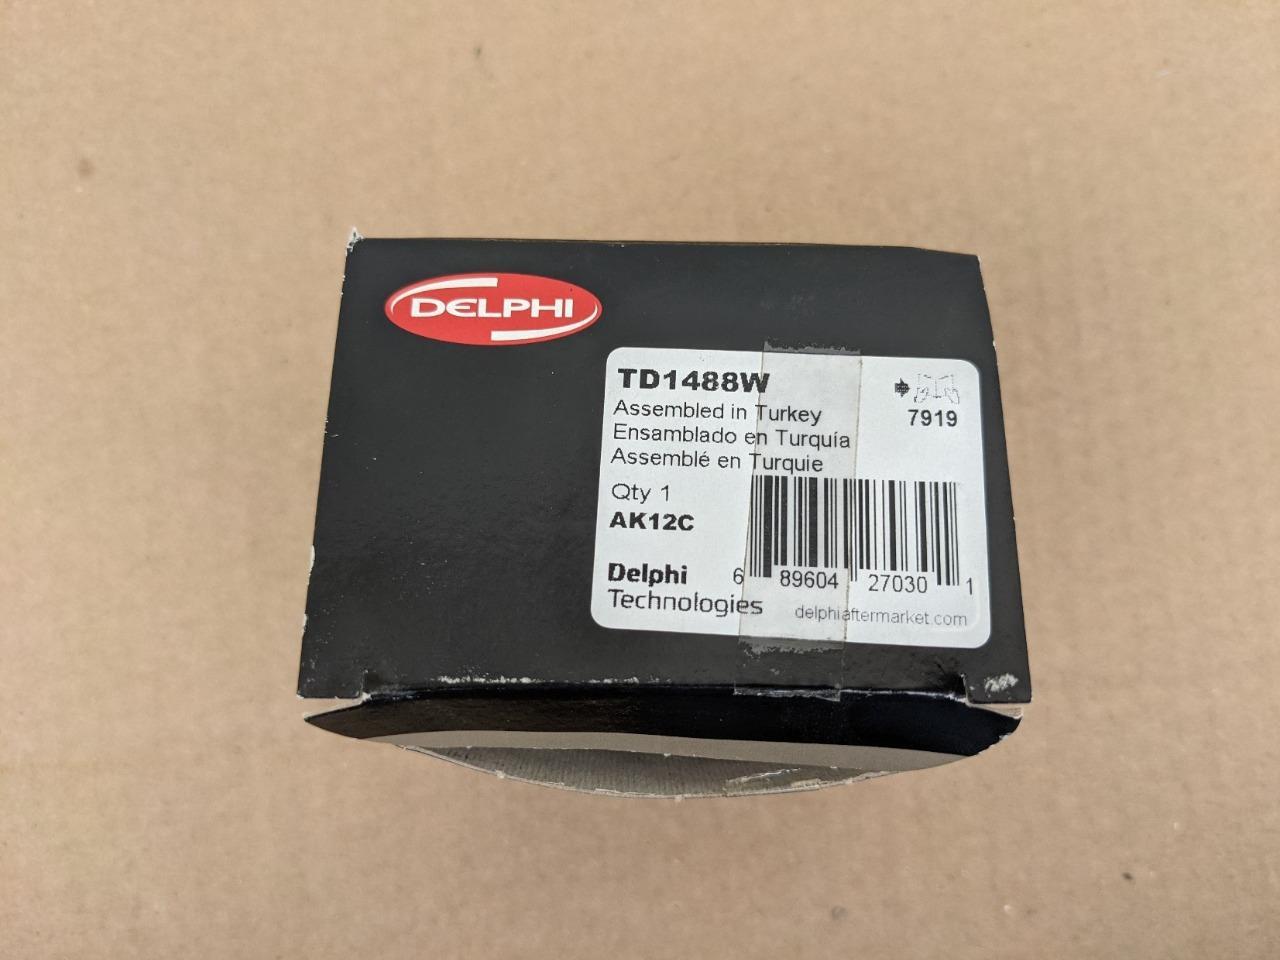 DELPHI
TD1488W
7919
Assembled in Turkey
Ensamblado en Turquía
Assemblé en Turquie
Qty 1
AK12C
Delphi
Technologies
6 89604 27030 1
delphiaftermarket.com